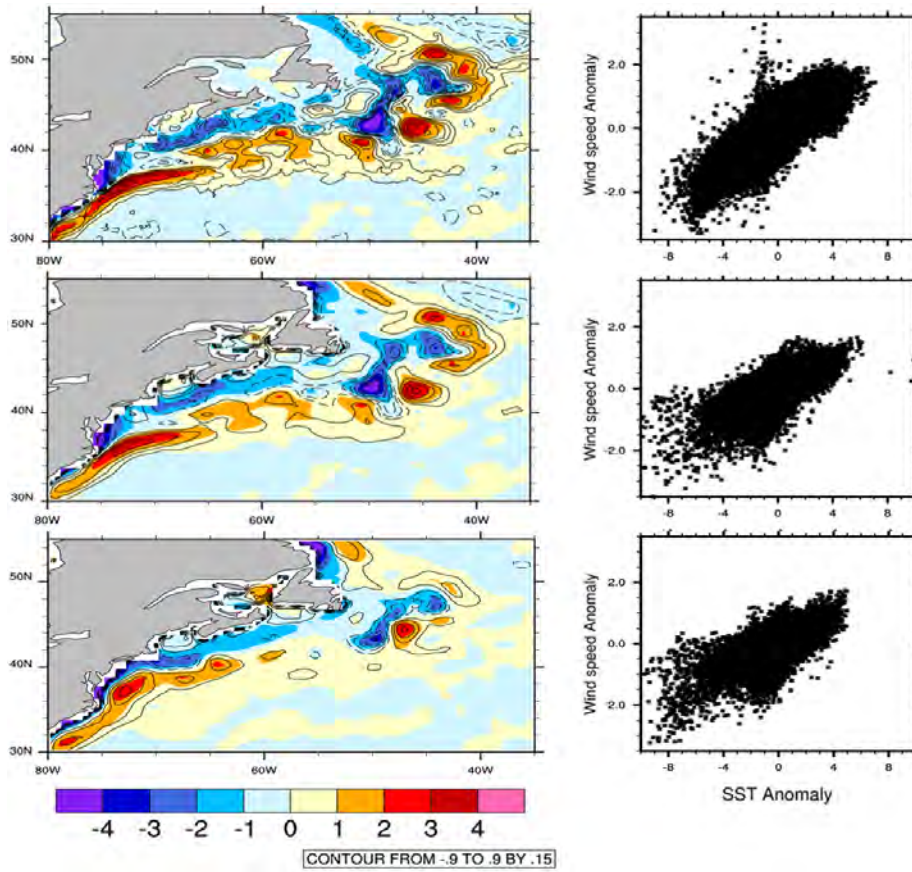 50N
40N
30N
80W
60W
40W
Wind speed Anomaly
2.0
0.0
-2.0
-8
-4
0
4
8
50N
40N
30N
80W
60W
40W
Wind speed Anomaly
2.0
0.0
-2.0
-8
-4
0
4
8
50N
40N
30N
80W
60W
40W
Wind speed Anomaly
2.0
0.0
-2.0
-8
-4
0
4
8
SST Anomaly
-4 -3 -2 -1 0 1 2 3 4
CONTOUR FROM -.9 TO .9 BY .15